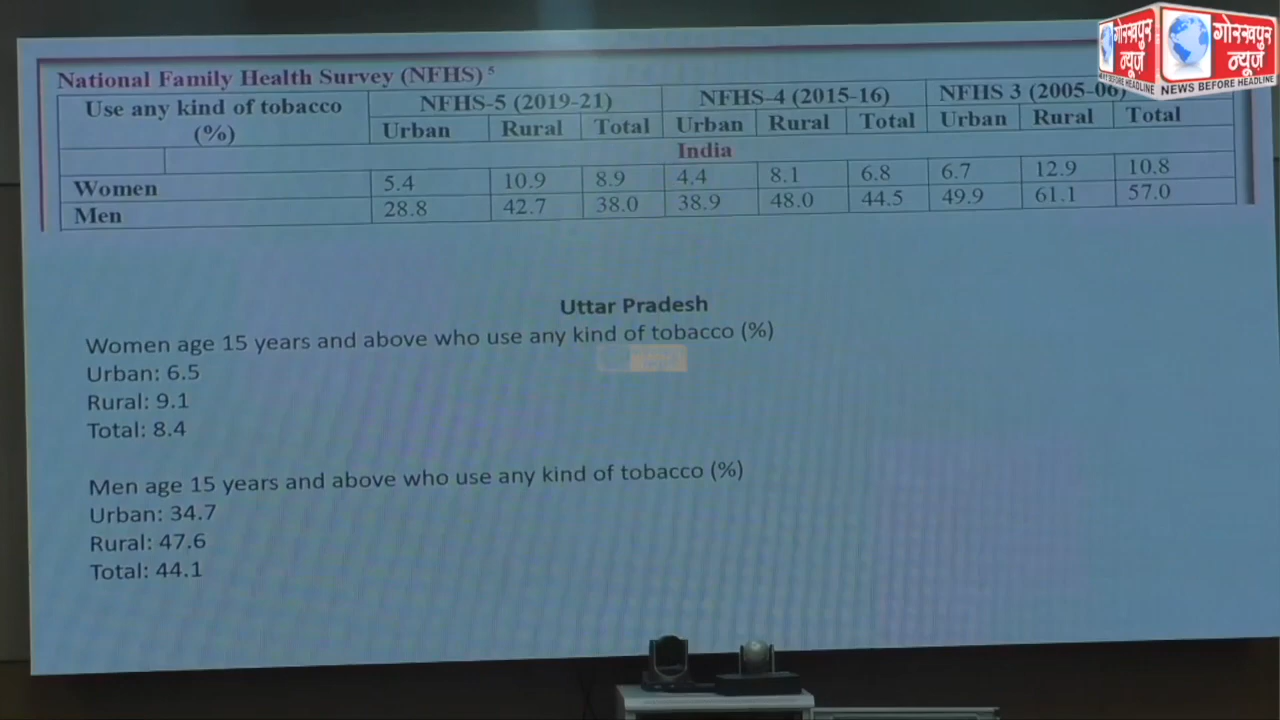 गोरखपुर न्यूज
गोरखपुर न्यूज
NEWS BEFORE HEADLINE
NEWS BEFORE HEADLINE
National Family Health Survey (NFHS) 5
Use any kind of tobacco (%) NFHS-5 (2019-21) NFHS-4 (2015-16) NFHS 3 (2005-06)
Urban Rural Total Urban Rural Total Urban Rural Total
India
Women 5.4 10.9 8.9 4.4 8.1 6.8 6.7 12.9 10.8
Men 28.8 42.7 38.0 38.9 48.0 44.5 49.9 61.1 57.0
Uttar Pradesh
Women age 15 years and above who use any kind of tobacco (%)
Urban: 6.5
Rural: 9.1
Total: 8.4
Men age 15 years and above who use any kind of tobacco (%)
Urban: 34.7
Rural: 47.6
Total: 44.1